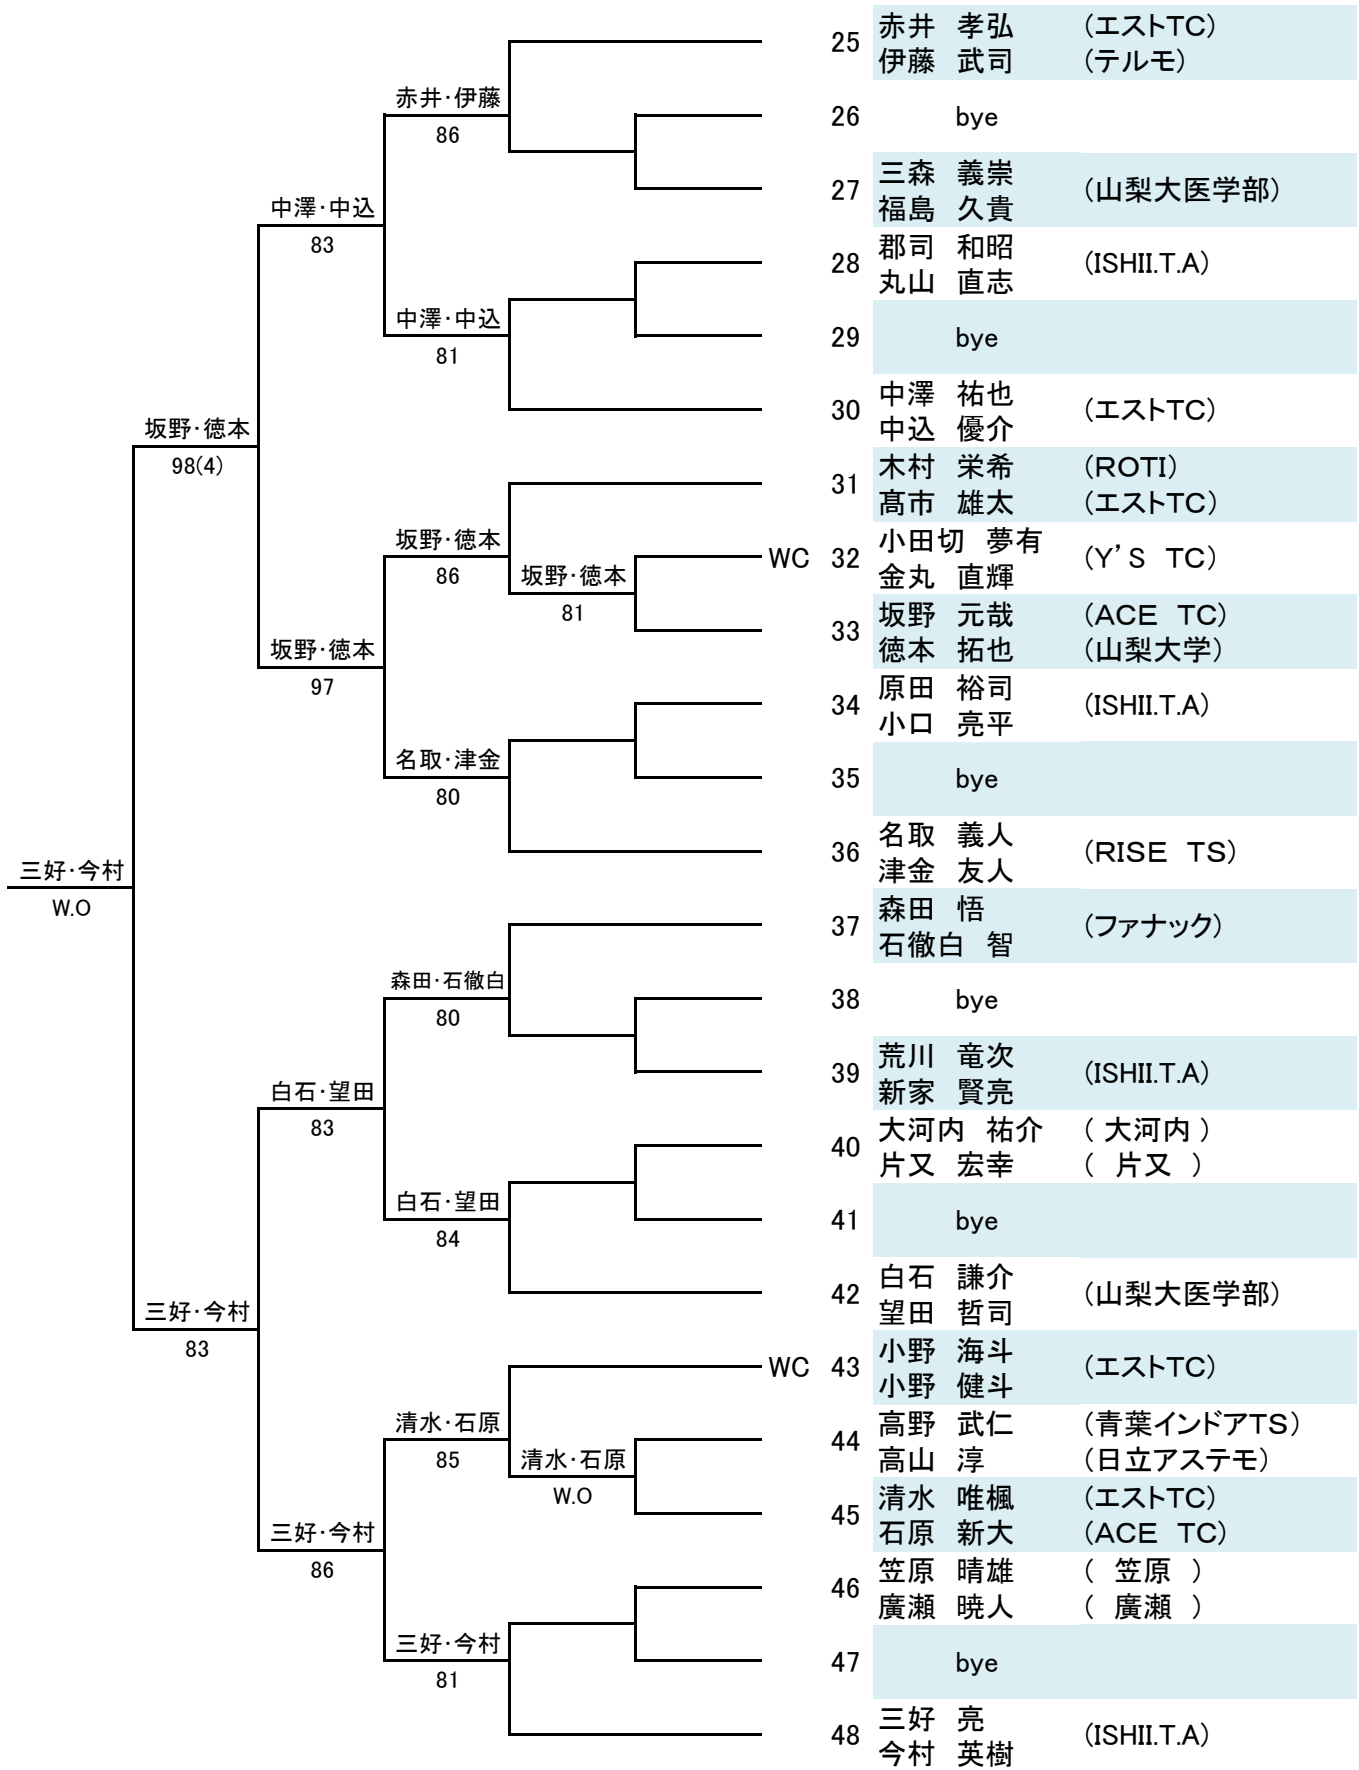 25 赤井 孝弘 (エストTC)
伊藤 武司 (テルモ)
赤井・伊藤
86
26 bye
27 三森 義崇 (山梨大医学部)
福島 久貴
中澤・中込
83
28 郡司 和昭 (ISHII.T.A)
丸山 直志
中澤・中込
81
29 bye
30 中澤 祐也 (エストTC)
中込 優介
坂野・徳本
98(4)
31 木村 栄希 (ROTI)
髙市 雄太 (エストTC)
坂野・徳本
86
坂野・徳本
81
WC 32 小田切 夢有 (Y'S TC)
金丸 直輝
33 坂野 元哉 (ACE TC)
徳本 拓也 (山梨大学)
坂野・徳本
97
34 原田 裕司 (ISHII.T.A)
小口 亮平
名取・津金
80
35 bye
36 名取 義人 (RISE TS)
津金 友人
三好・今村
W.O
37 森田 悟 (ファナック)
石徹白 智
森田・石徹白
80
38 bye
39 荒川 竜次 (ISHII.T.A)
新家 賢亮
白石・望田
83
40 大河内 祐介 ( 大河内 )
片又 宏幸 ( 片又 )
白石・望田
84
41 bye
42 白石 謙介 (山梨大医学部)
望田 哲司
三好・今村
83
WC 43 小野 海斗 (エストTC)
小野 健斗
清水・石原
85
清水・石原
W.O
44 高野 武仁 (青葉インドアTS)
高山 淳 (日立アステモ)
45 清水 唯楓 (エストTC)
石原 新大 (ACE TC)
三好・今村
86
46 笠原 晴雄 ( 笠原 )
廣瀬 暁人 ( 廣瀬 )
三好・今村
81
47 bye
48 三好 亮 (ISHII.T.A)
今村 英樹